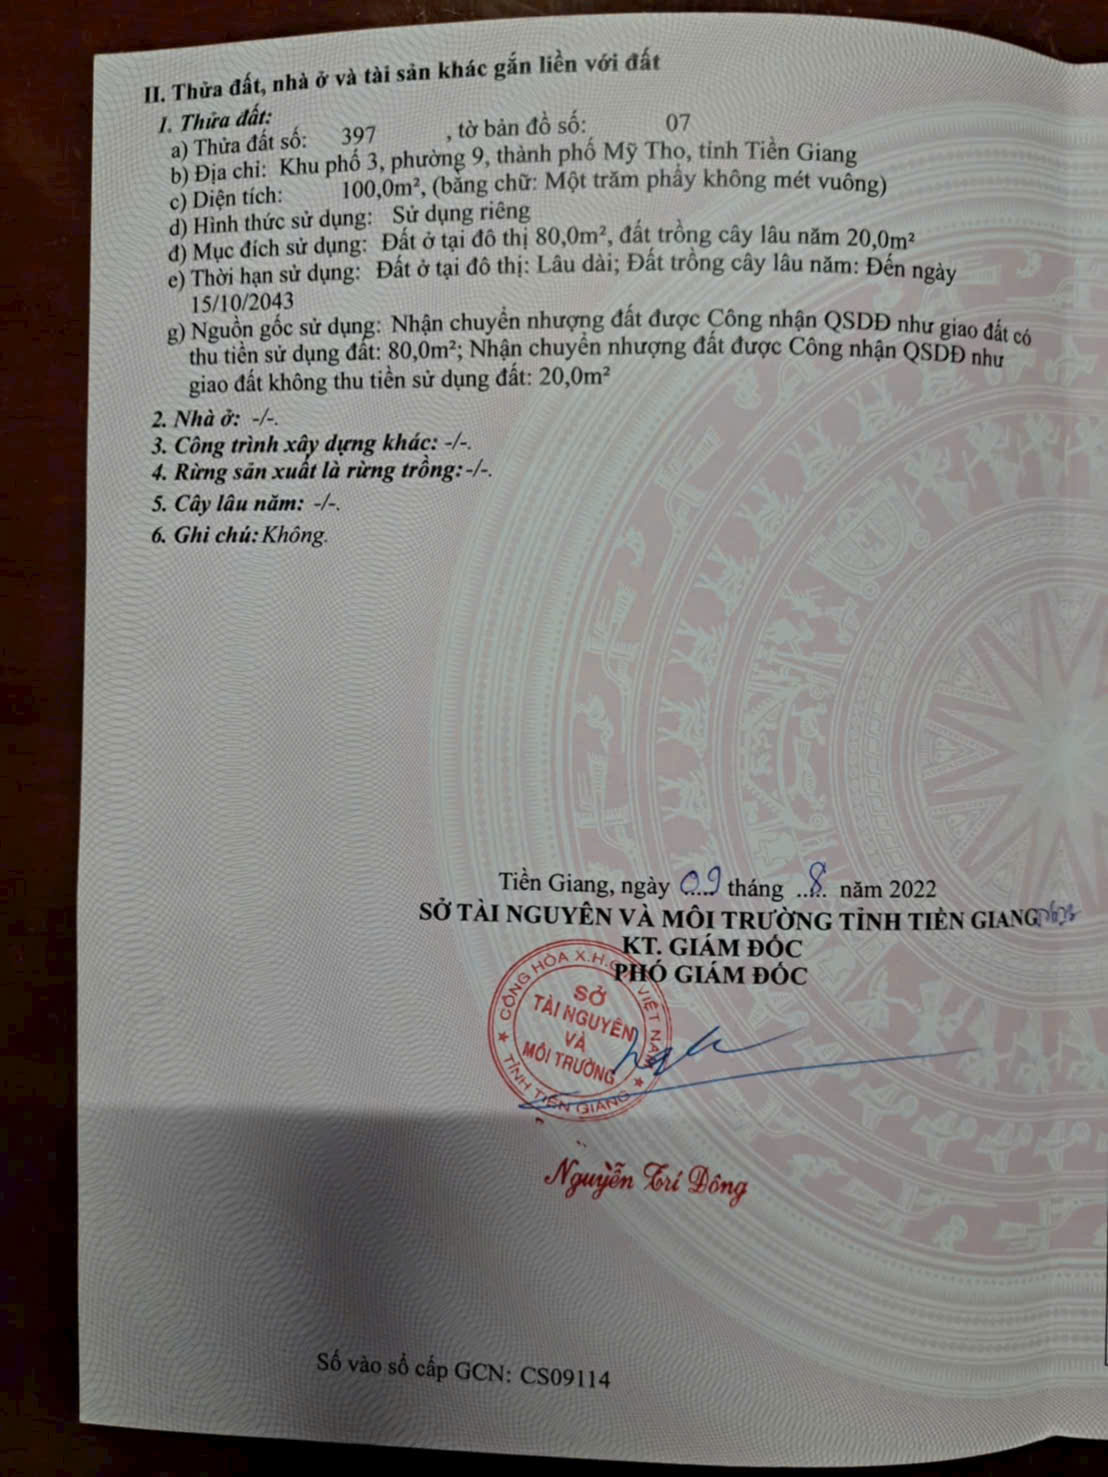 II. Thửa đất, nhà ở và tài sản khác gắn liền với đất
1. Thửa đất:
a) Thửa đất số: 397 , tờ bản đồ số: 07
b) Địa chỉ: Khu phố 3, phường 9, thành phố Mỹ Tho, tỉnh Tiền Giang
c) Diện tích: 100,0m², (bằng chữ: Một trăm phẩy không mét vuông)
d) Hình thức sử dụng: Sử dụng riêng
đ) Mục đích sử dụng: Đất ở tại đô thị 80,0m², đất trồng cây lâu năm 20,0m²
e) Thời hạn sử dụng: Đất ở tại đô thị: Lâu dài; Đất trồng cây lâu năm: Đến ngày
15/10/2043
g) Nguồn gốc sử dụng: Nhận chuyển nhượng đất được Công nhận QSDĐ như giao đất có
thu tiền sử dụng đất: 80,0m²; Nhận chuyển nhượng đất được Công nhận QSDĐ như
giao đất không thu tiền sử dụng đất: 20,0m²
2. Nhà ở: -/-.
3. Công trình xây dựng khác: -/-.
4. Rừng sản xuất là rừng trồng: -/-.
5. Cây lâu năm: -/-.
6. Ghi chú: Không.
Tiền Giang, ngày 09 tháng 8 năm 2022
SỞ TÀI NGUYÊN VÀ MÔI TRƯỜNG TỈNH TIỀN GIANG
KT. GIÁM ĐỐC
PHÓ GIÁM ĐỐC
CỘNG HÒA X.H.C.N VIỆT NAM
SỞ
TÀI NGUYÊN
VÀ
MÔI TRƯỜNG
TỈNH TIỀN GIANG
Nguyễn Trí Đông
Số vào sổ cấp GCN: CS09114